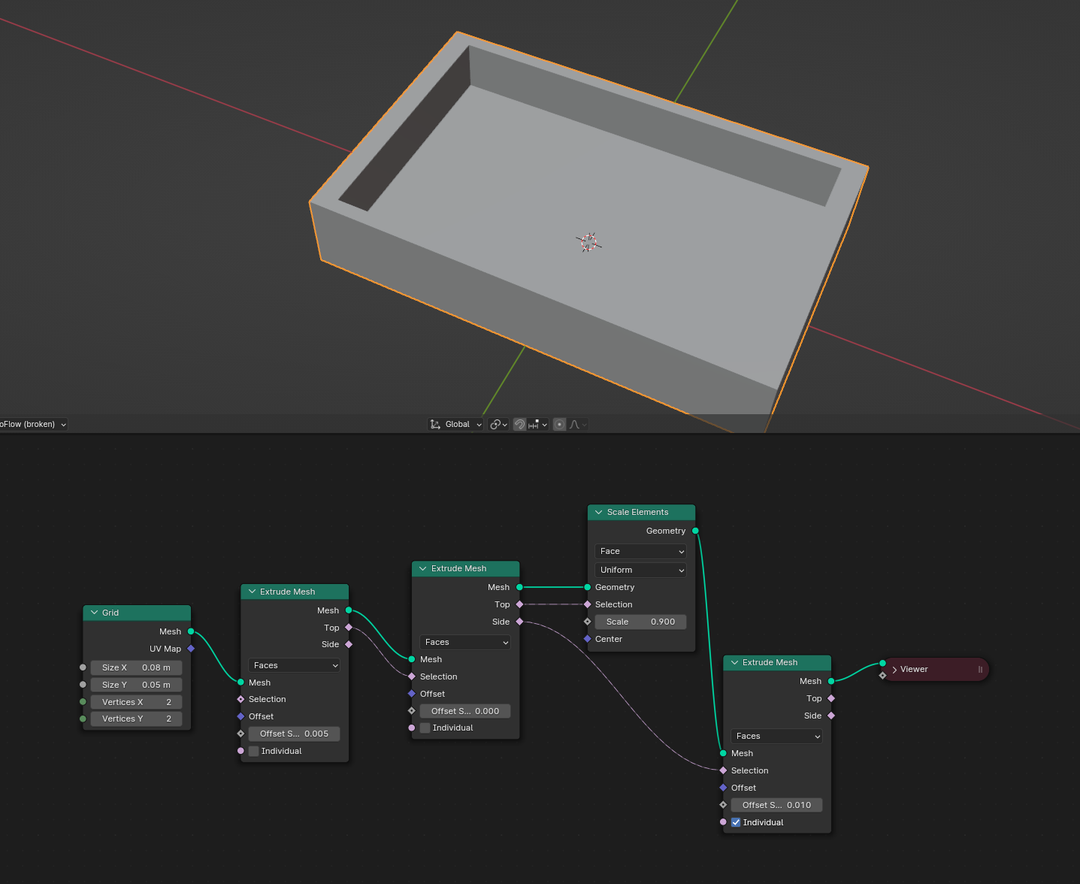 oFlow (broken)
Global
Grid
Mesh
UV Map
Size X 0.08 m
Size Y 0.05 m
Vertices X 2
Vertices Y 2
Extrude Mesh
Mesh
Top
Side
Faces
Mesh
Selection
Offset
Offset S... 0.005
Individual
Extrude Mesh
Mesh
Top
Side
Faces
Mesh
Selection
Offset
Offset S... 0.000
Individual
Scale Elements
Geometry
Face
Uniform
Geometry
Selection
Scale 0.900
Center
Extrude Mesh
Mesh
Top
Side
Faces
Mesh
Selection
Offset
Offset S... 0.010
Individual
Viewer